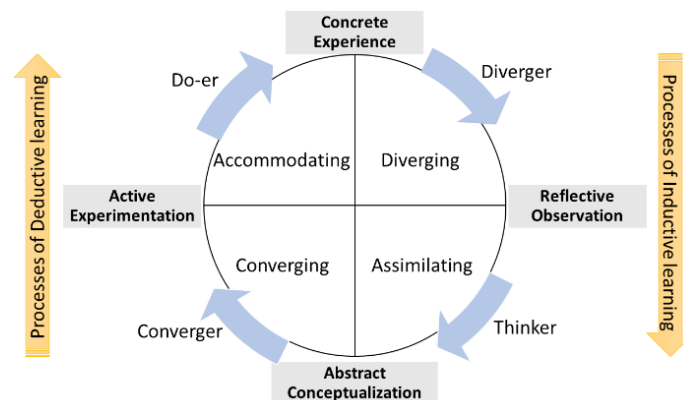 Concrete
Experience
Do-er
Diverger
Accommodating
Diverging
Active
Experimentation
Reflective
Observation
Converging
Assimilating
Converger
Thinker
Abstract
Conceptualization
Processes of Deductive learning
Processes of Inductive learning